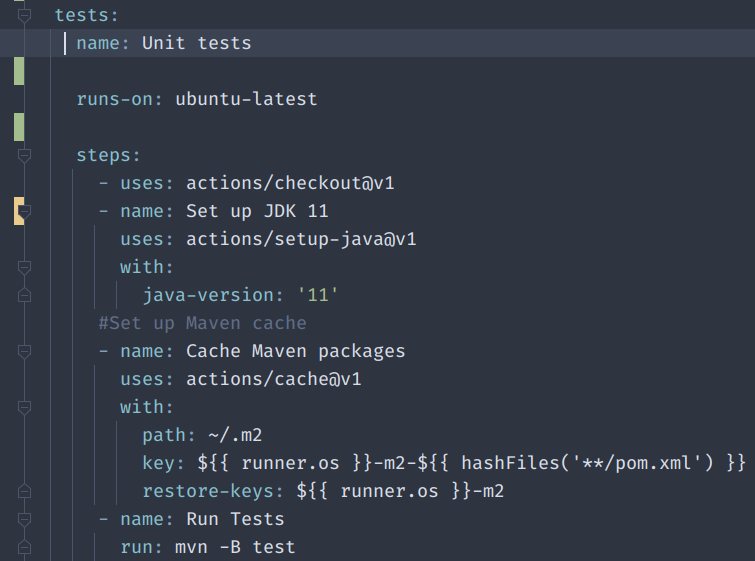 tests:
name: Unit tests
runs-on: ubuntu-latest
steps:
- uses: actions/checkout@v1
- name: Set up JDK 11
uses: actions/setup-java@v1
with:
java-version: '11'
#Set up Maven cache
- name: Cache Maven packages
uses: actions/cache@v1
with:
path: ~/.m2
key: ${{ runner.os }}-m2-${{ hashFiles('**/pom.xml') }}
restore-keys: ${{ runner.os }}-m2
- name: Run Tests
run: mvn -B test